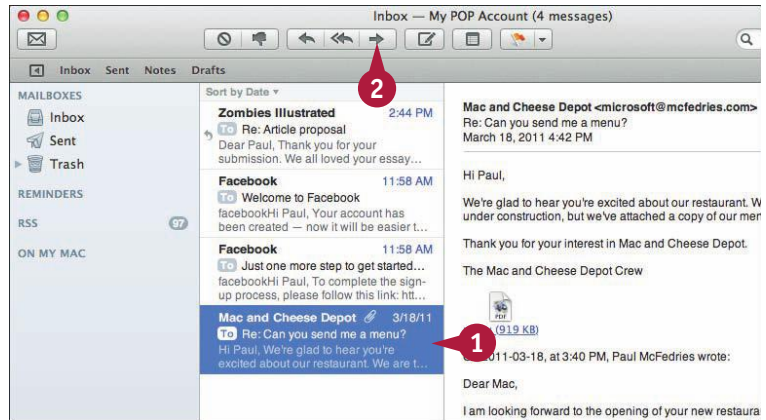 Inbox — My POP Account (4 messages)
Inbox Sent Notes Drafts
2
MAILBOXES
Inbox
Sent
Trash
REMINDERS
RSS 97
ON MY MAC
Sort by Date ▾
Zombies Illustrated 2:44 PM
To Re: Article proposal
Dear Paul, Thank you for your
submission. We all loved your essay…
Facebook 11:58 AM
To Welcome to Facebook
facebookHi Paul, Your account has
been created — now it will be easier t…
Facebook 11:58 AM
To Just one more step to get started…
facebookHi Paul, To complete the sign-
up process, please follow this link: htt…
Mac and Cheese Depot 3/18/11
To Re: Can you send me a menu?
Hi Paul, We're glad to hear you're
excited about our restaurant. We are t…
1
Mac and Cheese Depot <microsoft@mcfedries.com>
Re: Can you send me a menu?
March 18, 2011 4:42 PM
Hi Paul,
We're glad to hear you're excited about our restaurant. W
under construction, but we've attached a copy of our men
Thank you for your interest in Mac and Cheese Depot.
The Mac and Cheese Depot Crew
PDF
(919 KB)
2011-03-18, at 3:40 PM, Paul McFedries wrote:
Dear Mac,
I am looking forward to the opening of your new restaura